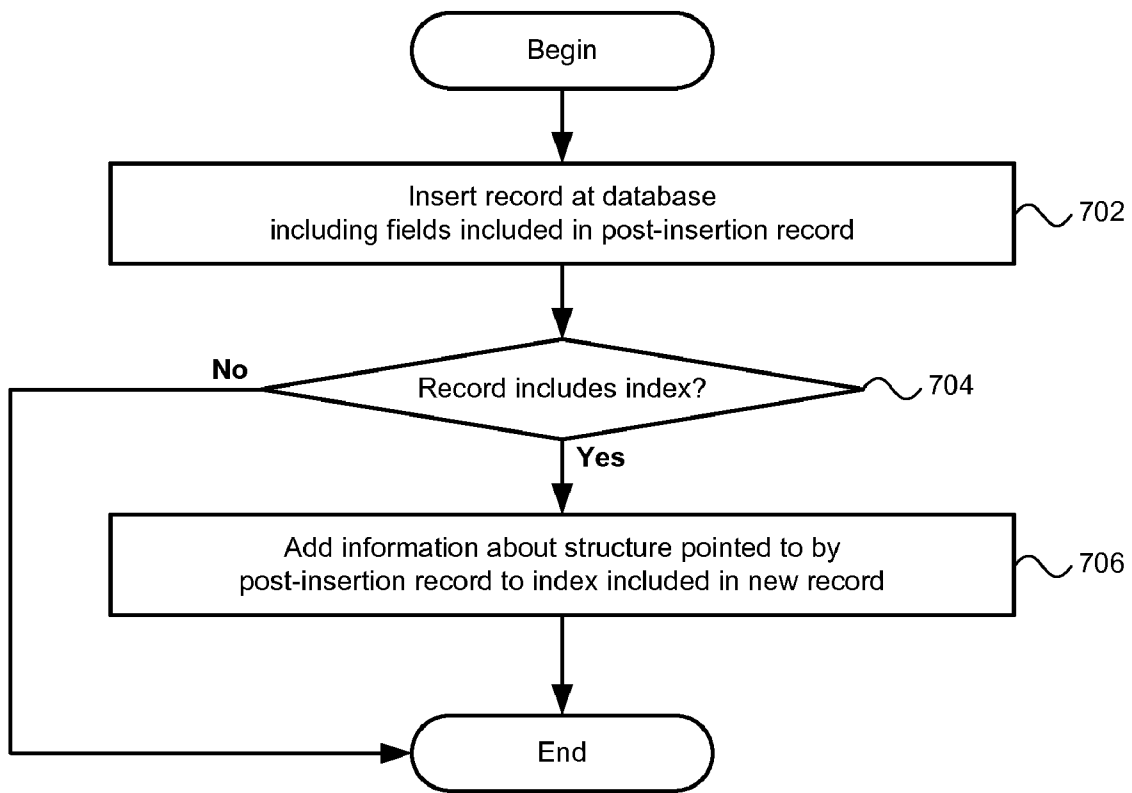 Begin
Insert record at database
including fields included in post-insertion record
702
No
Record includes index?
704
Yes
Add information about structure pointed to by
post-insertion record to index included in new record
706
End